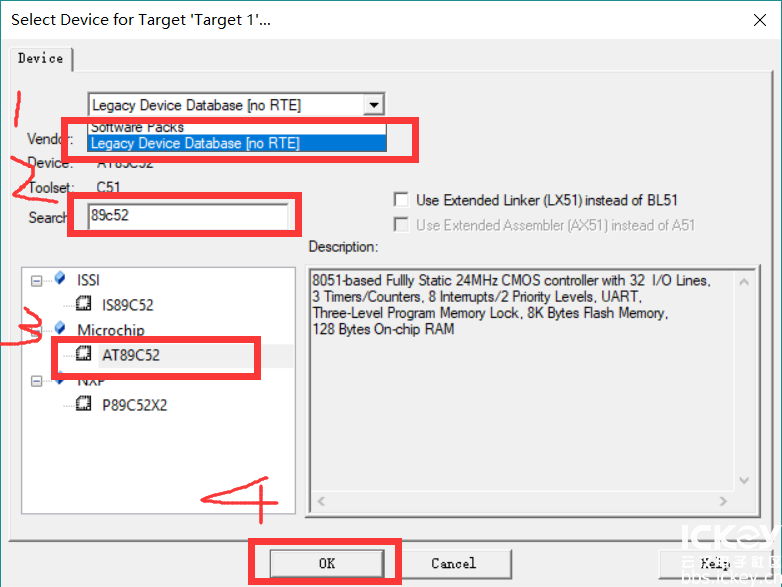 Select Device for Target 'Target 1'...
Device
Legacy Device Database [no RTE]
1
Software Packs
Vendor:
Legacy Device Database [no RTE]
Device: AT89C52
2
Toolset: C51
Search: 89c52
Use Extended Linker (LX51) instead of BL51
Use Extended Assembler (AX51) instead of A51
Description:
ISSI
IS89C52
3
Microchip
AT89C52
NXP
P89C52X2
8051-based Fullly Static 24MHz CMOS controller with 32 I/O Lines,
3 Timers/Counters, 8 Interrupts/2 Priority Levels, UART,
Three-Level Program Memory Lock, 8K Bytes Flash Memory,
128 Bytes On-chip RAM
4
OK
Cancel
Help
ICkey
bbs.ickey.cn